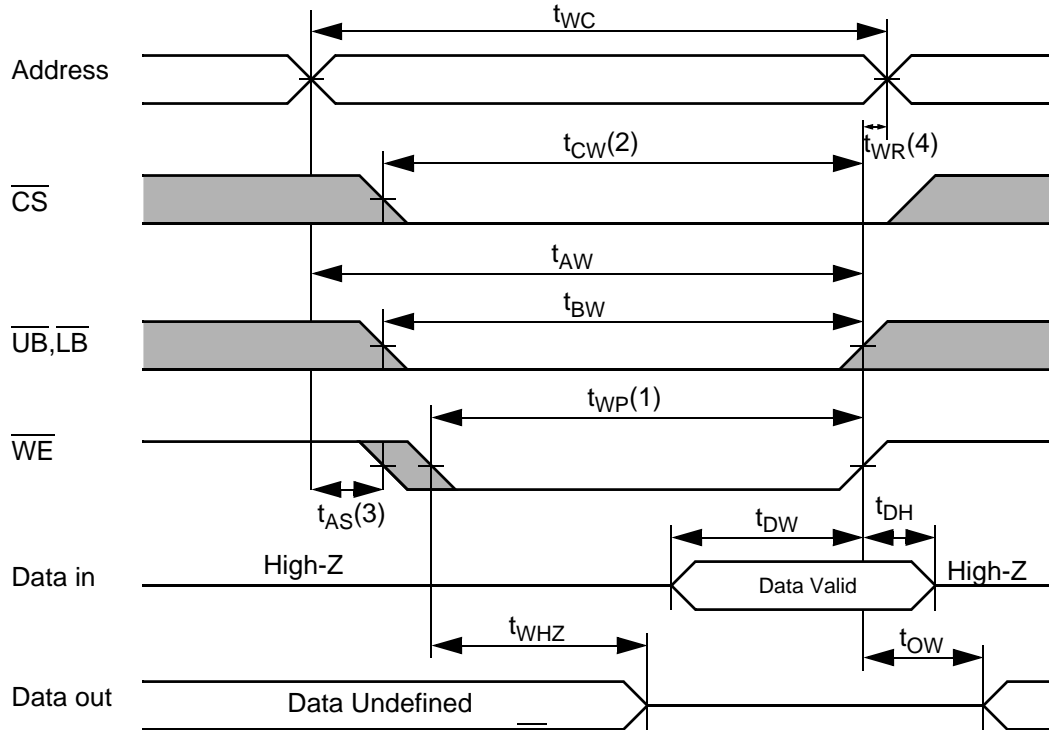 tWC
Address
tCW(2)
tWR(4)
CS
tAW
tBW
UB,LB
tWP(1)
WE
tAS(3)
tDW
tDH
Data in
High-Z
Data Valid
High-Z
tWHZ
tOW
Data out
Data Undefined